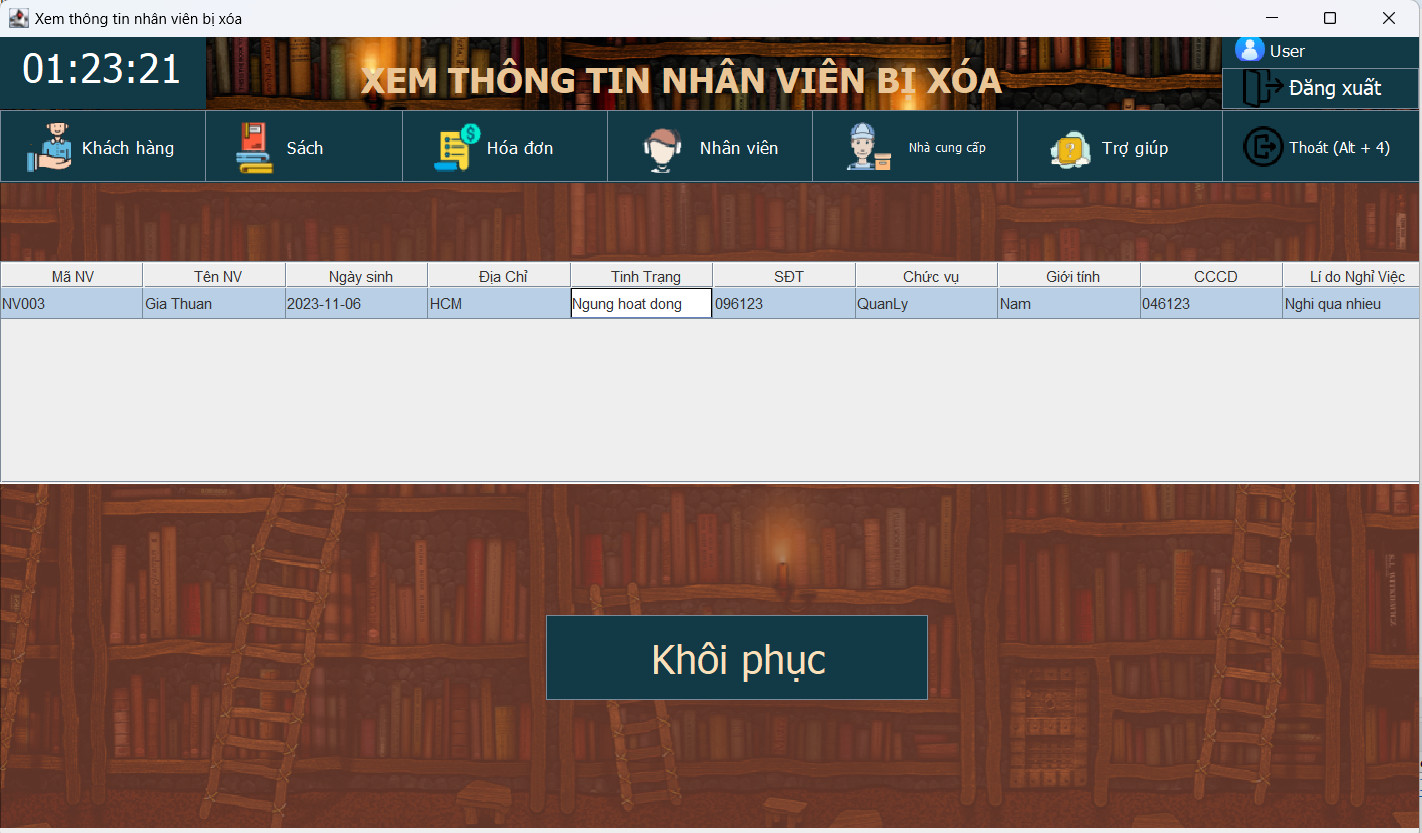 Xem thông tin nhân viên bị xóa
01:23:21
XEM THÔNG TIN NHÂN VIÊN BỊ XÓA
User
Đăng xuất
Khách hàng
Sách
Hóa đơn
Nhân viên
Nhà cung cấp
Trợ giúp
Thoát (Alt + 4)
Mã NV Tên NV Ngày sinh Địa Chỉ Tinh Trạng SĐT Chức vụ Giới tính CCCD Lí do Nghỉ Việc
NV003 Gia Thuan 2023-11-06 HCM Ngung hoat dong 096123 QuanLy Nam 046123 Nghi qua nhieu
Khôi phục